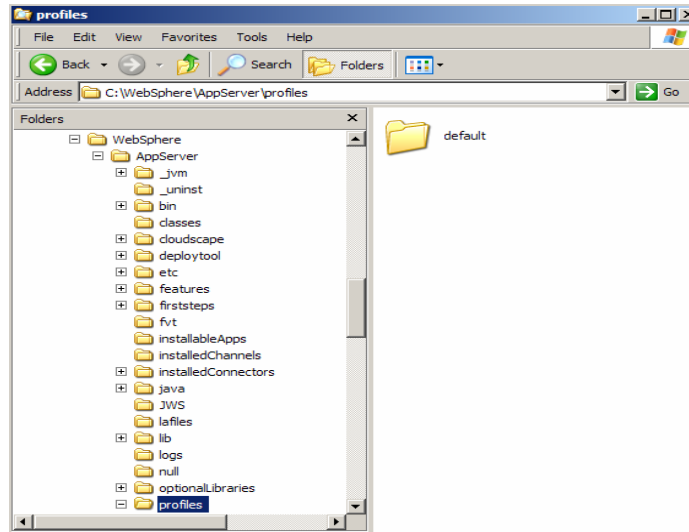 profiles
File Edit View Favorites Tools Help
Back Search Folders
Address C:\WebSphere\AppServer\profiles Go
Folders
WebSphere
AppServer
_jvm
_uninst
bin
classes
cloudscape
deploytool
etc
features
firststeps
fvt
installableApps
installedChannels
installedConnectors
java
JWS
lafiles
lib
logs
null
optionalLibraries
profiles
default